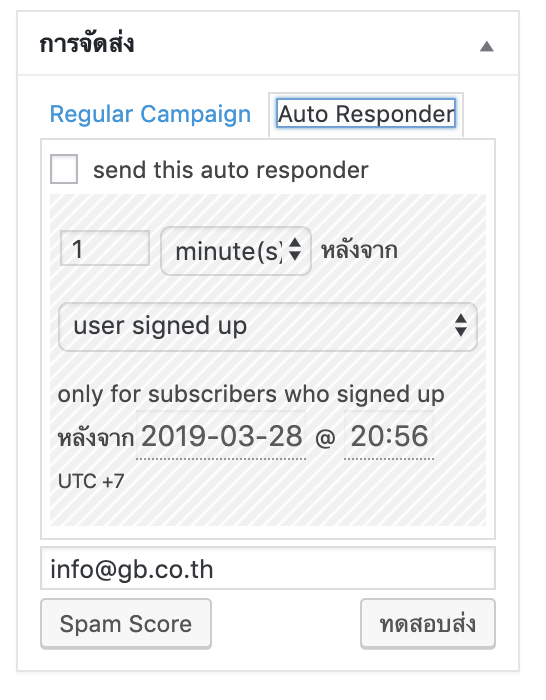 การจัดส่ง
Regular Campaign Auto Responder
send this auto responder
1 minute(s) หลังจาก
user signed up
only for subscribers who signed up
หลังจาก 2019-03-28 @ 20:56
UTC +7
info@gb.co.th
Spam Score ทดสอบส่ง